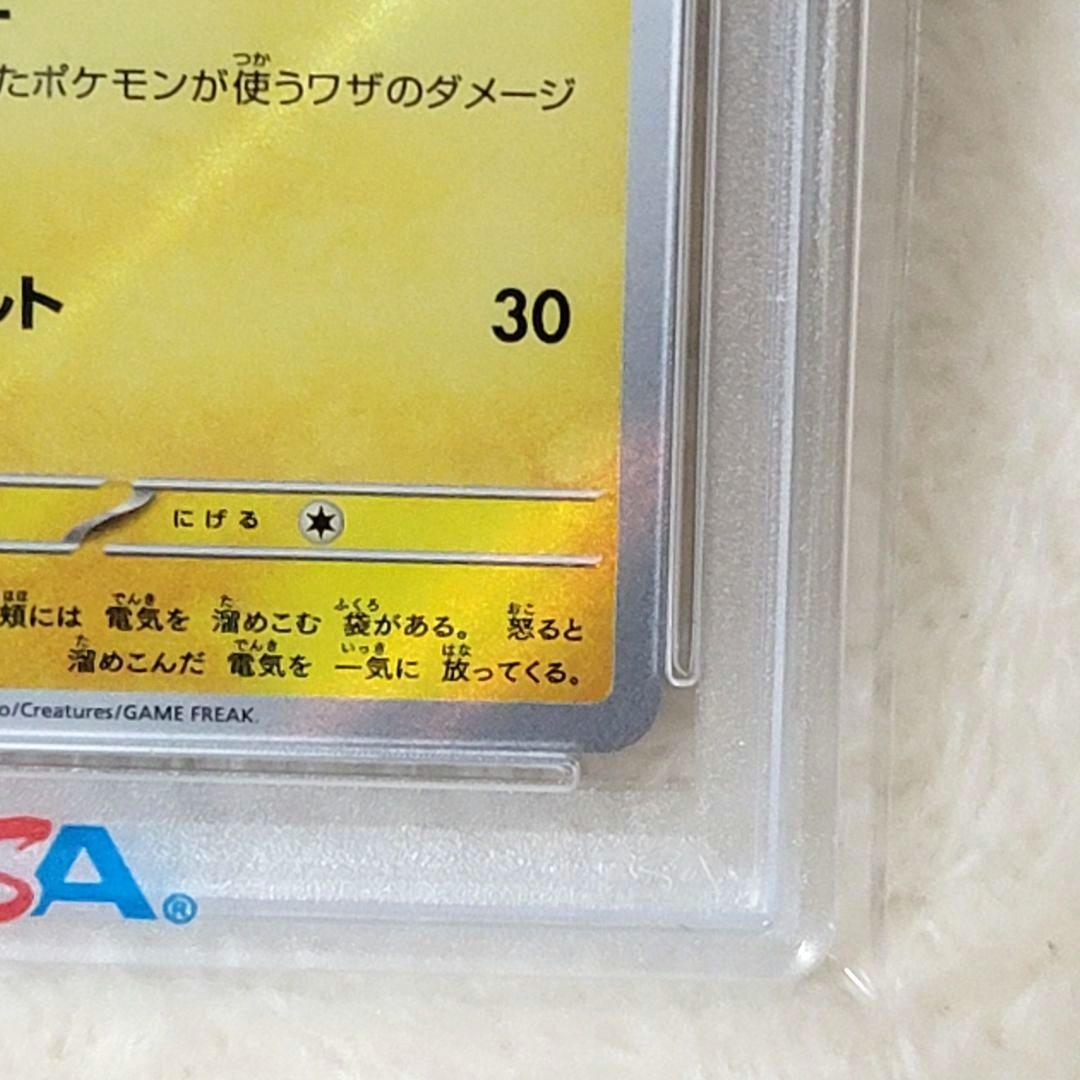 たポケモンが使うワザのダメージ
ルト 30
にげる
頬には 電気を 溜めこむ 袋がある。 怒ると
溜めこんだ 電気を 一気に 放ってくる。
o/Creatures/GAME FREAK.
SA®